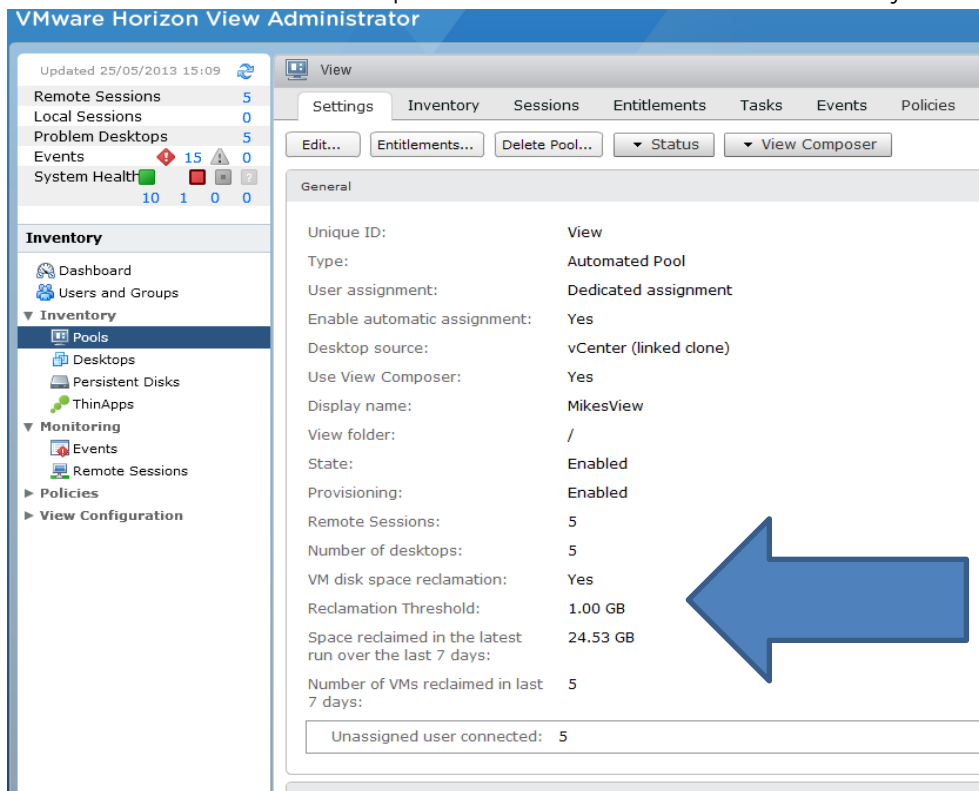 VMware Horizon View Administrator
Updated 25/05/2013 15:09
Remote Sessions 5
Local Sessions 0
Problem Desktops 5
Events 15 0
System Health
10 1 0 0
Inventory
Dashboard
Users and Groups
Inventory
Pools
Desktops
Persistent Disks
ThinApps
Monitoring
Events
Remote Sessions
Policies
View Configuration
View
Settings Inventory Sessions Entitlements Tasks Events Policies
Edit... Entitlements... Delete Pool... Status View Composer
General
Unique ID: View
Type: Automated Pool
User assignment: Dedicated assignment
Enable automatic assignment: Yes
Desktop source: vCenter (linked clone)
Use View Composer: Yes
Display name: MikesView
View folder: /
State: Enabled
Provisioning: Enabled
Remote Sessions: 5
Number of desktops: 5
VM disk space reclamation: Yes
Reclamation Threshold: 1.00 GB
Space reclaimed in the latest 24.53 GB
run over the last 7 days:
Number of VMs reclaimed in last 5
7 days:
Unassigned user connected: 5